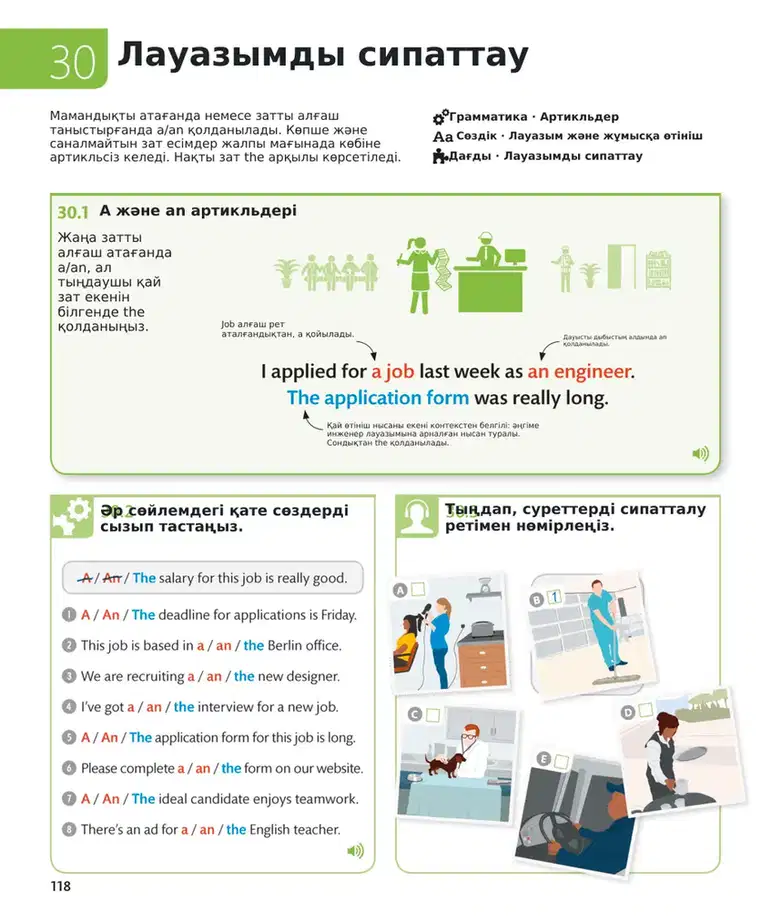 30
Лауазымды сипаттау
Мамандықты атағанда немесе затты алғаш
таныстырғанда a/an қолданылады. Көпше және
саналмайтын зат есімдер жалпы мағынада көбіне
артикльсіз келеді. Нақты зат the арқылы көрсетіледі.
Грамматика · Артикльдер
Aa Сөздік · Лауазым және жұмысқа өтініш
Дағды · Лауазымды сипаттау
30.1 A және an артикльдері
Жаңа затты
алғаш атағанда
a/an, ал
тыңдаушы қай
зат екенін
білгенде the
қолданыңыз.
Job алғаш рет
аталғандықтан, a қойылады.
Дауысты дыбыстың алдында an
қолданылады.
I applied for a job last week as an engineer.
The application form was really long.
Қай өтініш нысаны екені контекстен белгілі: әңгіме
инженер лауазымына арналған нысан туралы.
Сондықтан the қолданылады.
30.2 Әр сөйлемдегі қате сөздерді
сызып тастаңыз.
A / An / The salary for this job is really good.
1 A / An / The deadline for applications is Friday.
2 This job is based in a / an / the Berlin office.
3 We are recruiting a / an / the new designer.
4 I've got a / an / the interview for a new job.
5 A / An / The application form for this job is long.
6 Please complete a / an / the form on our website.
7 A / An / The ideal candidate enjoys teamwork.
8 There's an ad for a / an / the English teacher.
30.3 Тыңдап, суреттерді сипатталу
ретімен нөмірлеңіз.
A
B 1
C
D
E
118